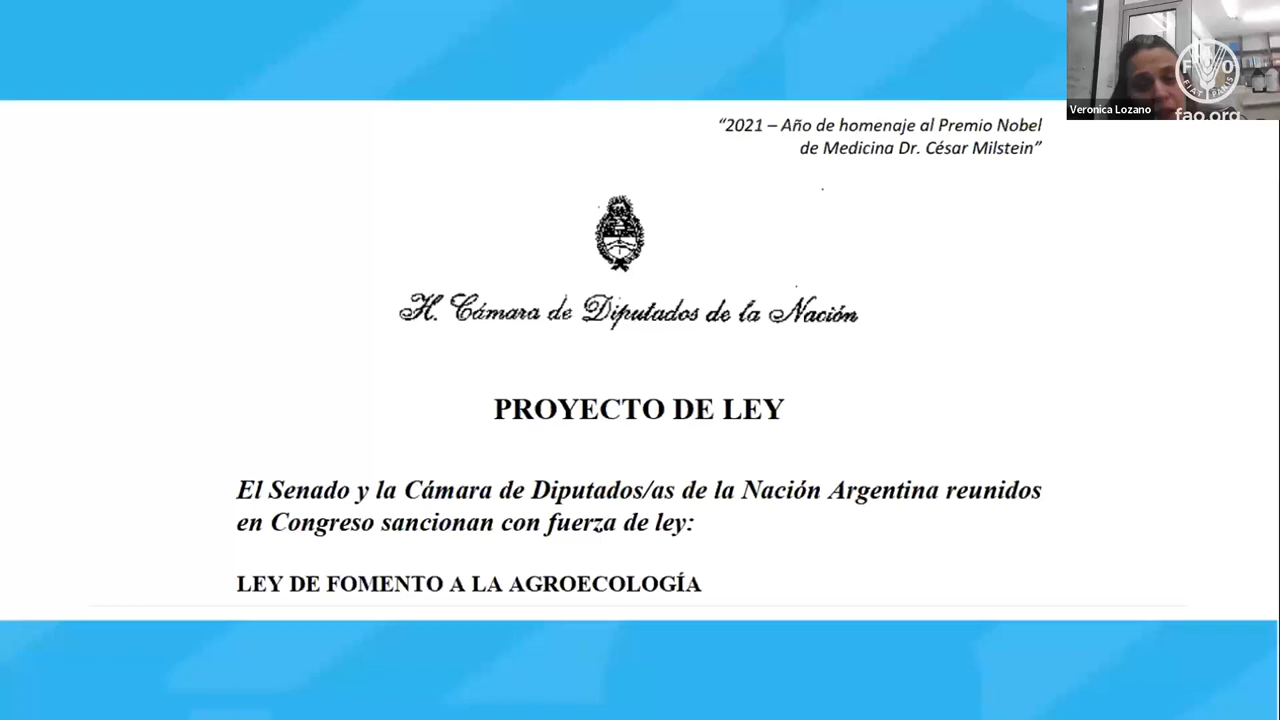 “2021 – Año de homenaje al Premio Nobel
de Medicina Dr. César Milstein”
H. Cámara de Diputados de la Nación
PROYECTO DE LEY
El Senado y la Cámara de Diputados/as de la Nación Argentina reunidos
en Congreso sancionan con fuerza de ley:
LEY DE FOMENTO A LA AGROECOLOGÍA
Veronica Lozano
F A O
FIAT PANIS
fao.org